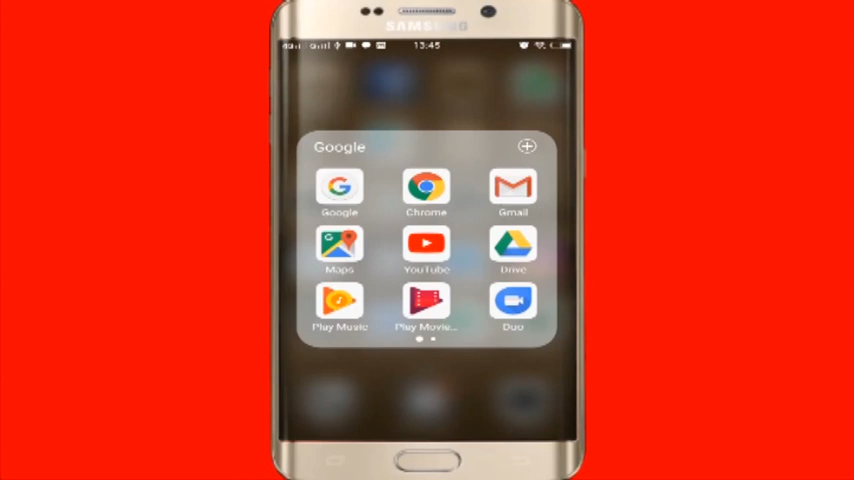 SAMSUNG
13:45
Google
Google
Chrome
Gmail
Maps
YouTube
Drive
Play Music
Play Movie...
Duo